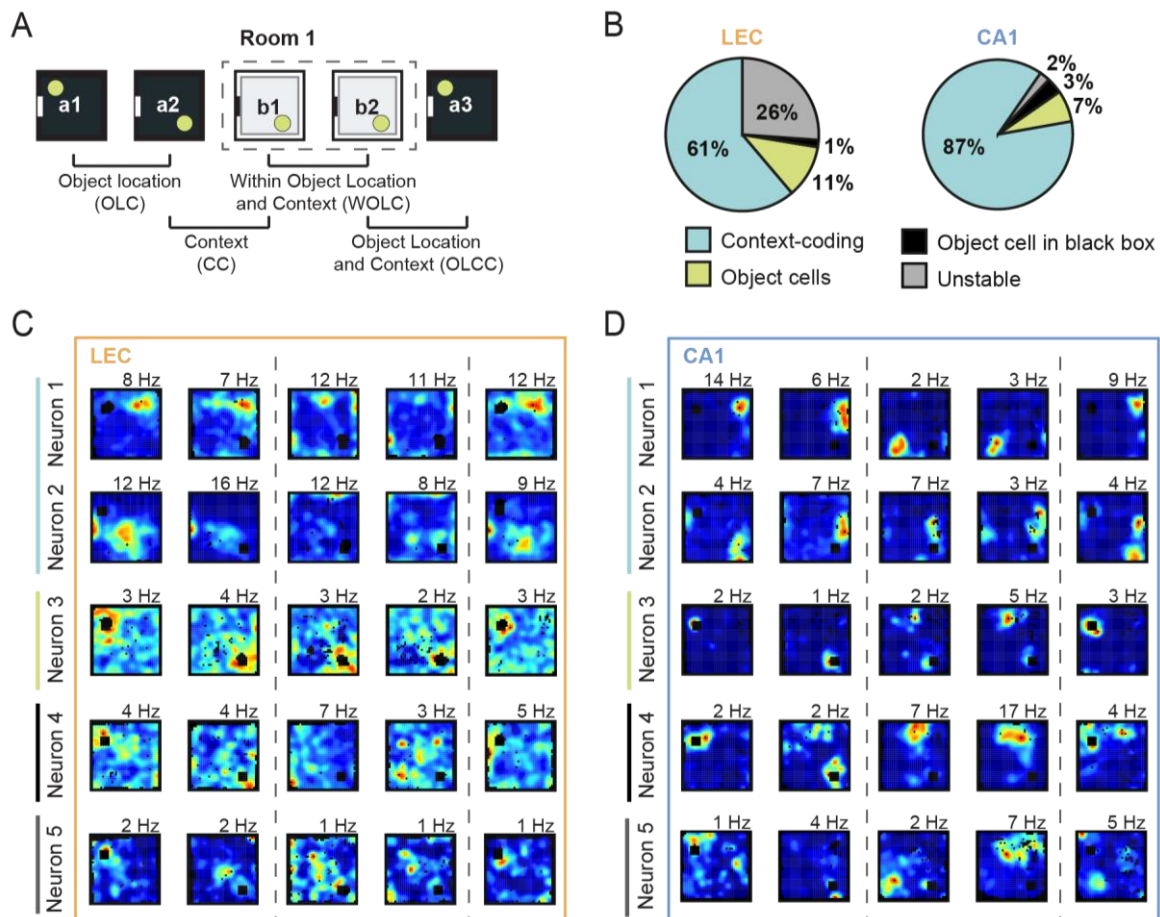 A
Room 1
a1
a2
b1
b2
a3
Object location
(OLC)
Within Object Location
and Context (WOLC)
Context
(CC)
Object Location
and Context (OLCC)
B
LEC
CA1
26%
1%
11%
61%
2%
3%
7%
87%
Context-coding
Object cells
Object cell in black box
Unstable
C
LEC
Neuron 1
8 Hz 7 Hz 12 Hz 11 Hz 12 Hz
Neuron 2
12 Hz 16 Hz 12 Hz 8 Hz 9 Hz
Neuron 3
3 Hz 4 Hz 3 Hz 2 Hz 3 Hz
Neuron 4
4 Hz 4 Hz 7 Hz 3 Hz 5 Hz
Neuron 5
2 Hz 2 Hz 1 Hz 1 Hz 1 Hz
D
CA1
Neuron 1
14 Hz 6 Hz 2 Hz 3 Hz 9 Hz
Neuron 2
4 Hz 7 Hz 7 Hz 3 Hz 4 Hz
Neuron 3
2 Hz 1 Hz 2 Hz 5 Hz 3 Hz
Neuron 4
2 Hz 2 Hz 7 Hz 17 Hz 4 Hz
Neuron 5
1 Hz 4 Hz 2 Hz 7 Hz 5 Hz